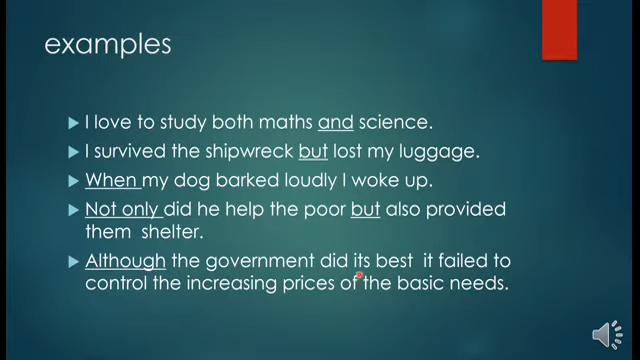 examples
I love to study both maths and science.
I survived the shipwreck but lost my luggage.
When my dog barked loudly I woke up.
Not only did he help the poor but also provided
them shelter.
Although the government did its best it failed to
control the increasing prices of the basic needs.